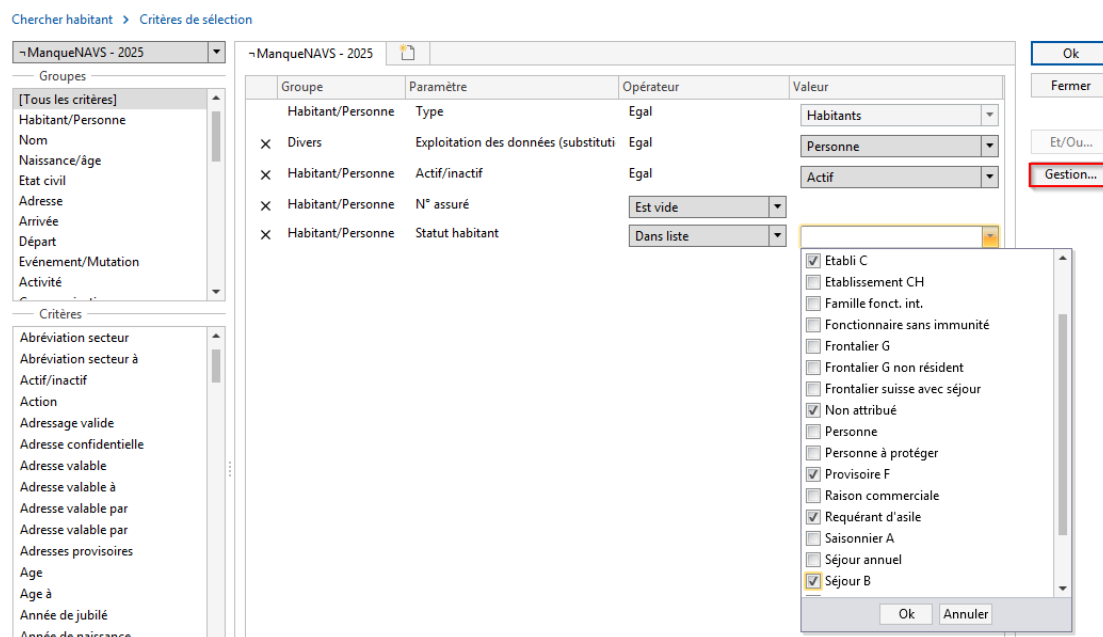 Chercher habitant > Critères de sélection
¬ManqueNAVS - 2025
Groupes
[Tous les critères]
Habitant/Personne
Nom
Naissance/âge
Etat civil
Adresse
Arrivée
Départ
Evénement/Mutation
Activité
Critères
Abréviation secteur
Abréviation secteur à
Actif/inactif
Action
Adressage valide
Adresse confidentielle
Adresse valable
Adresse valable à
Adresse valable par
Adresse valable par
Adresses provisoires
Age
Age à
Année de jubilé
Année de naissance
¬ManqueNAVS - 2025
Groupe Paramètre Opérateur Valeur
Habitant/Personne Type Egal Habitants
Divers Exploitation des données (substituti Egal Personne
Habitant/Personne Actif/inactif Egal Actif
Habitant/Personne N° assuré Est vide
Habitant/Personne Statut habitant Dans liste
Etabli C
Etablissement CH
Famille fonct. int.
Fonctionnaire sans immunité
Frontalier G
Frontalier G non résident
Frontalier suisse avec séjour
Non attribué
Personne
Personne à protéger
Provisoire F
Raison commerciale
Requérant d'asile
Saisonnier A
Séjour annuel
Séjour B
Ok Annuler
Ok
Fermer
Et/Ou...
Gestion...